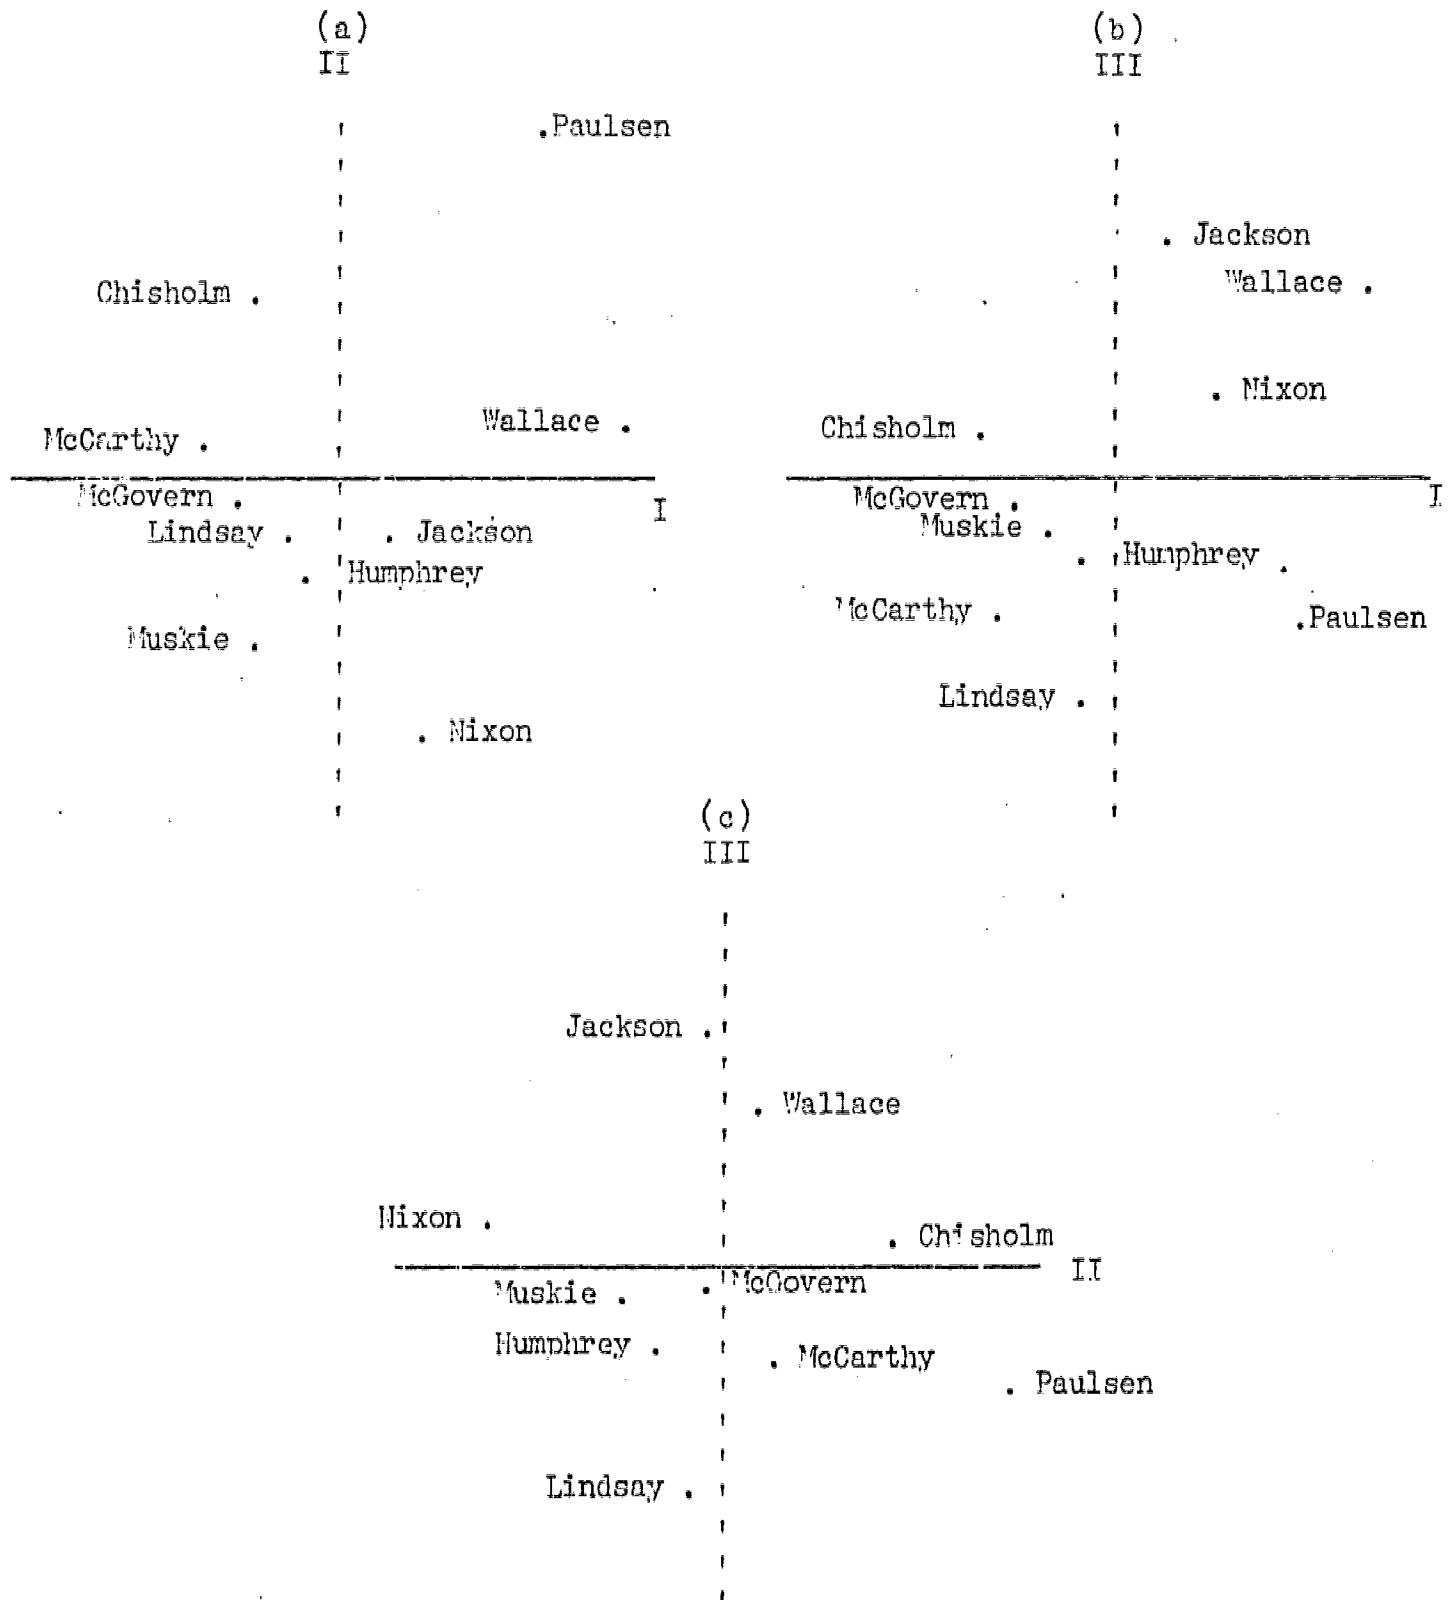 (a)
II
.Paulsen
Chisholm .
McCarthy .
Wallace .
McGovern .
I
Lindsay .
. Jackson
. Humphrey
Muskie .
. Nixon
(b)
III
. Jackson
Wallace .
. Nixon
Chisholm .
McGovern .
I
Muskie .
. Humphrey .
McCarthy .
.Paulsen
Lindsay .
(c)
III
Jackson .
. Wallace
Nixon .
. Chisholm
II
Muskie .
. McGovern
Humphrey .
. McCarthy
. Paulsen
Lindsay .